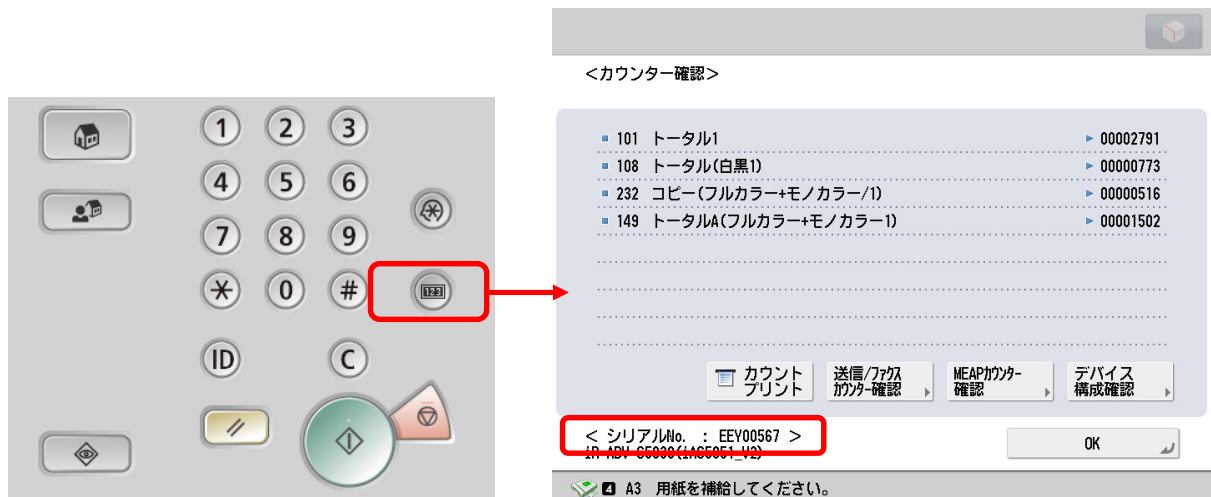 1 2 3
4 5 6
7 8 9
0 #
123
ID C
<カウンター確認>
101 トータル1 00002791
108 トータル(白黒1) 00000773
232 コピー(フルカラー+モノカラー/1) 00000516
149 トータルA(フルカラー+モノカラー1) 00001502
カウント
プリント
送信/ファクス
カウンター確認
MEAPカウンター
確認
デバイス
構成確認
< シリアルNo. : EEY00567 >
OK
4 A3 用紙を補給してください。